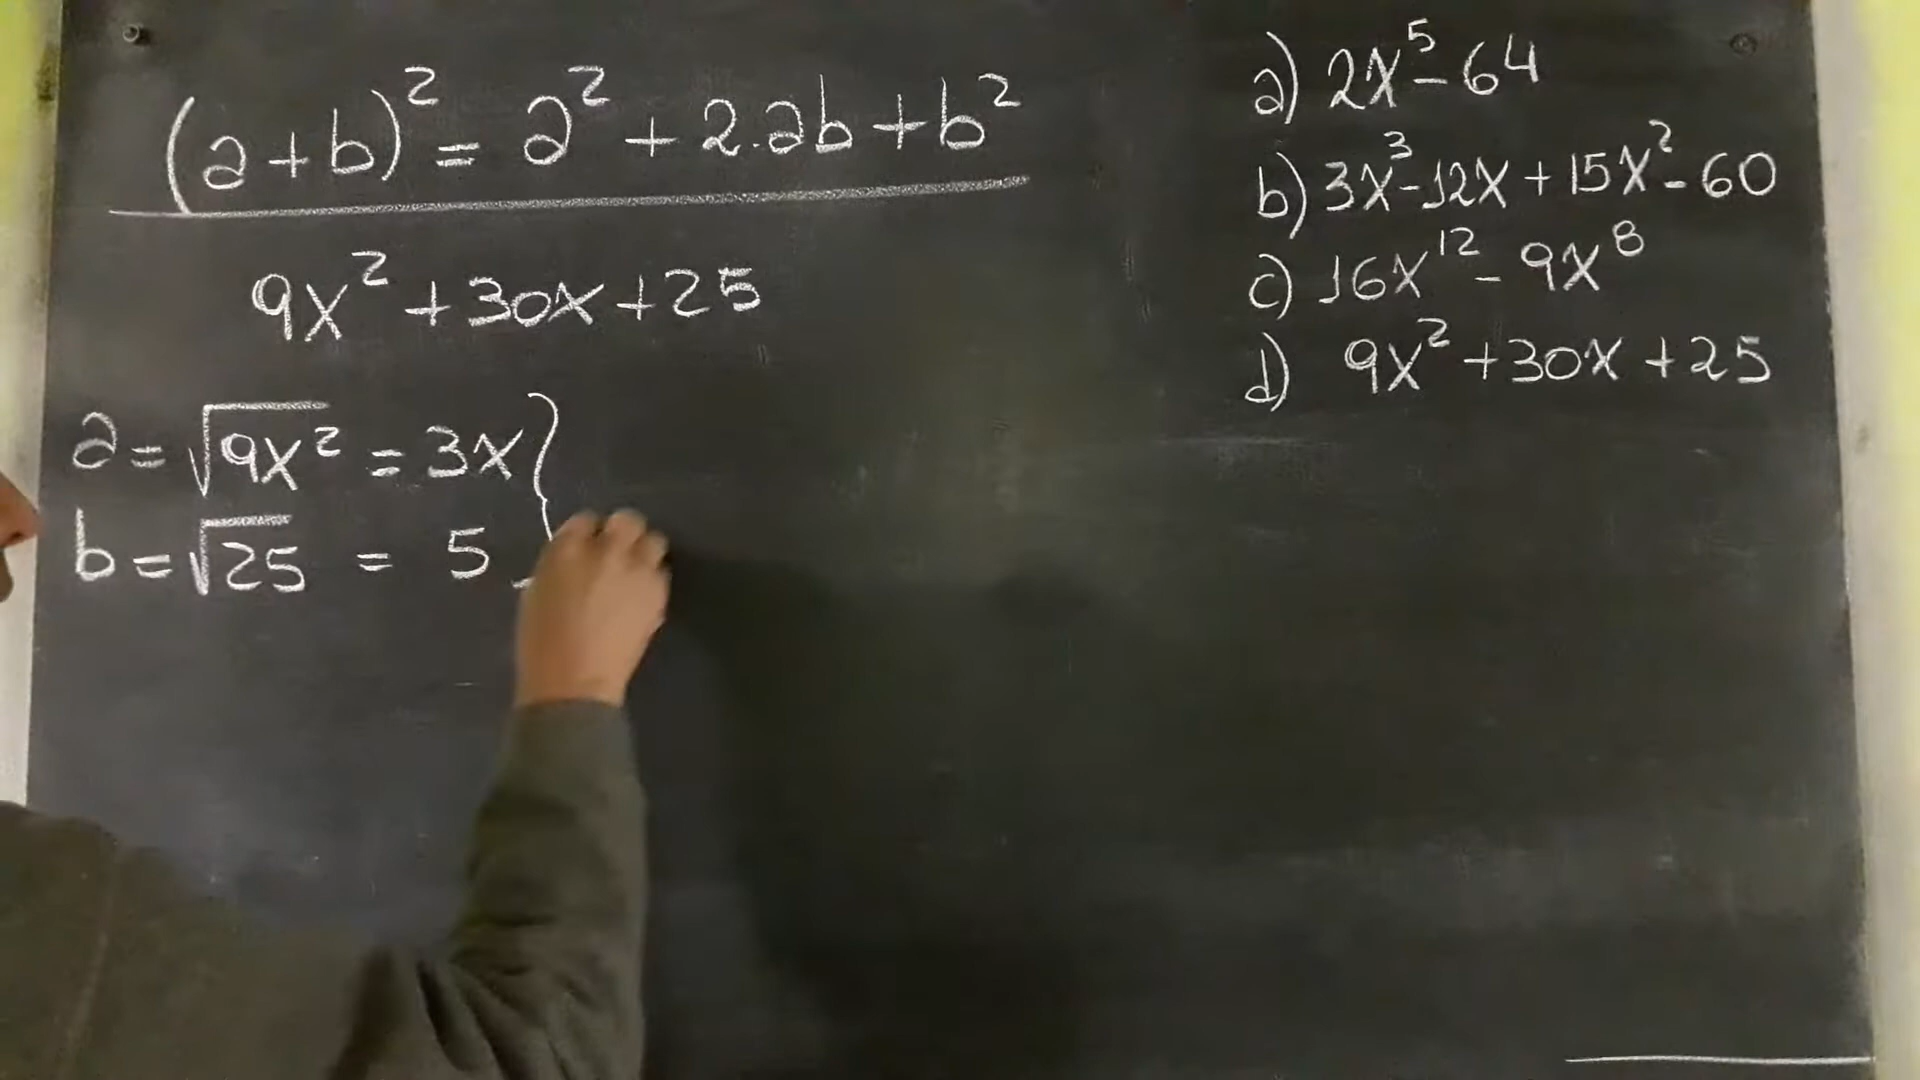 (a+b)² = a² + 2.ab + b²
9x² + 30x + 25
a = √9x² = 3x
b = √25 = 5
a) 2x⁵ - 64
b) 3x³ - 12x + 15x² - 60
c) 16x¹² - 9x⁸
d) 9x² + 30x + 25